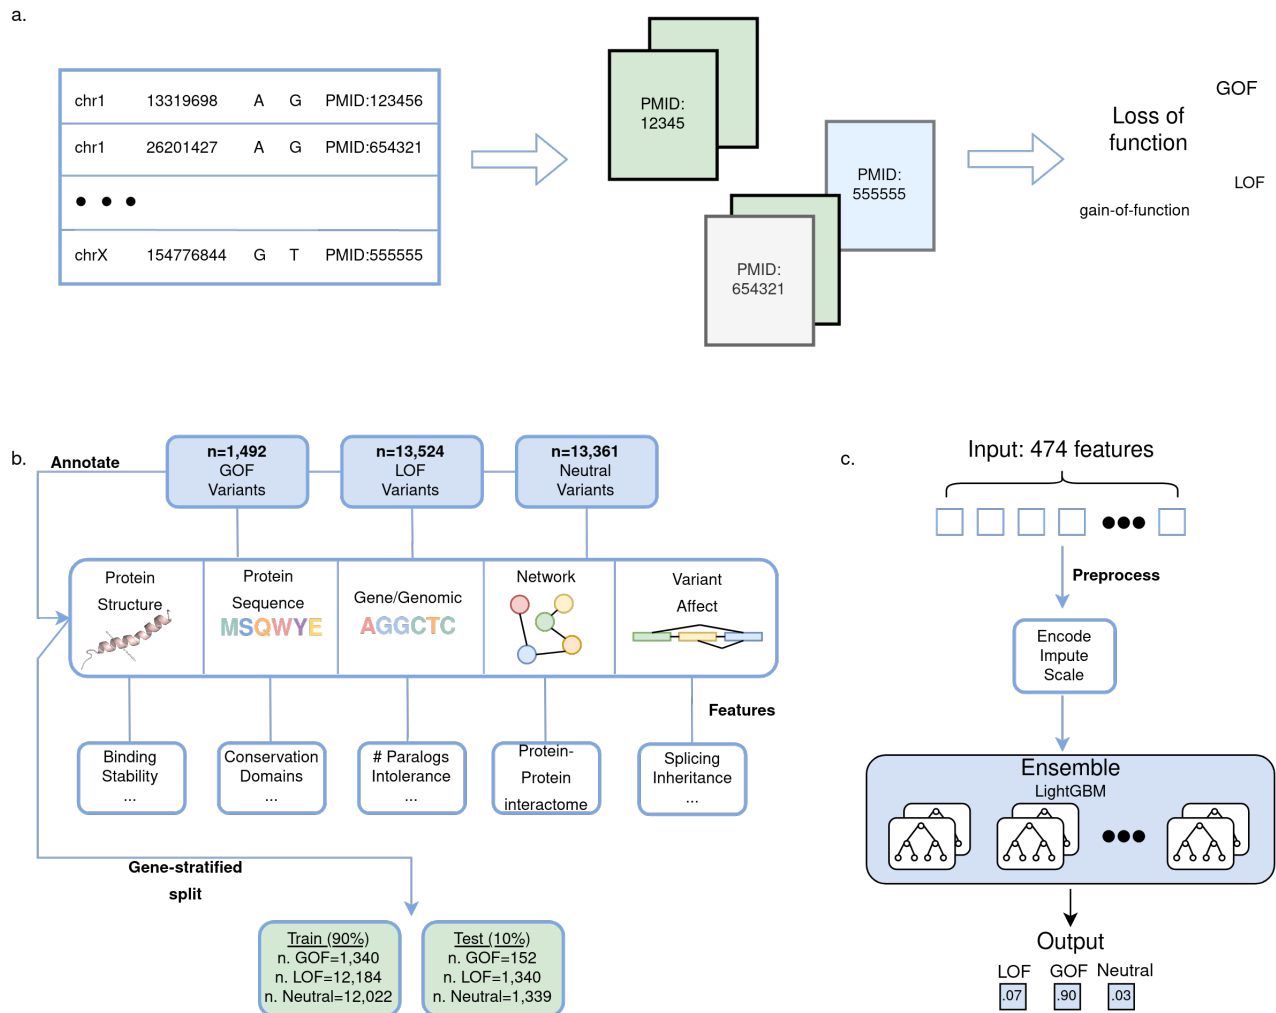 a.
chr1 13319698 A G PMID:123456
chr1 26201427 A G PMID:654321
chrX 154776844 G T PMID:555555
PMID:
12345
PMID:
555555
PMID:
654321
GOF
Loss of
function
LOF
gain-of-function
b.
Annotate
n=1,492
GOF
Variants
n=13,524
LOF
Variants
n=13,361
Neutral
Variants
Protein
Structure
Protein
Sequence
MSQWYE
Gene/Genomic
AGGCTC
Network
Variant
Affect
Features
Binding
Stability
...
Conservation
Domains
...
# Paralogs
Intolerance
...
Protein-
Protein
interactome
Splicing
Inheritance
...
Gene-stratified
split
Train (90%)
n. GOF=1,340
n. LOF=12,184
n. Neutral=12,022
Test (10%)
n. GOF=152
n. LOF=1,340
n. Neutral=1,339
c.
Input: 474 features
Preprocess
Encode
Impute
Scale
Ensemble
LightGBM
Output
LOF GOF Neutral
.07 .90 .03